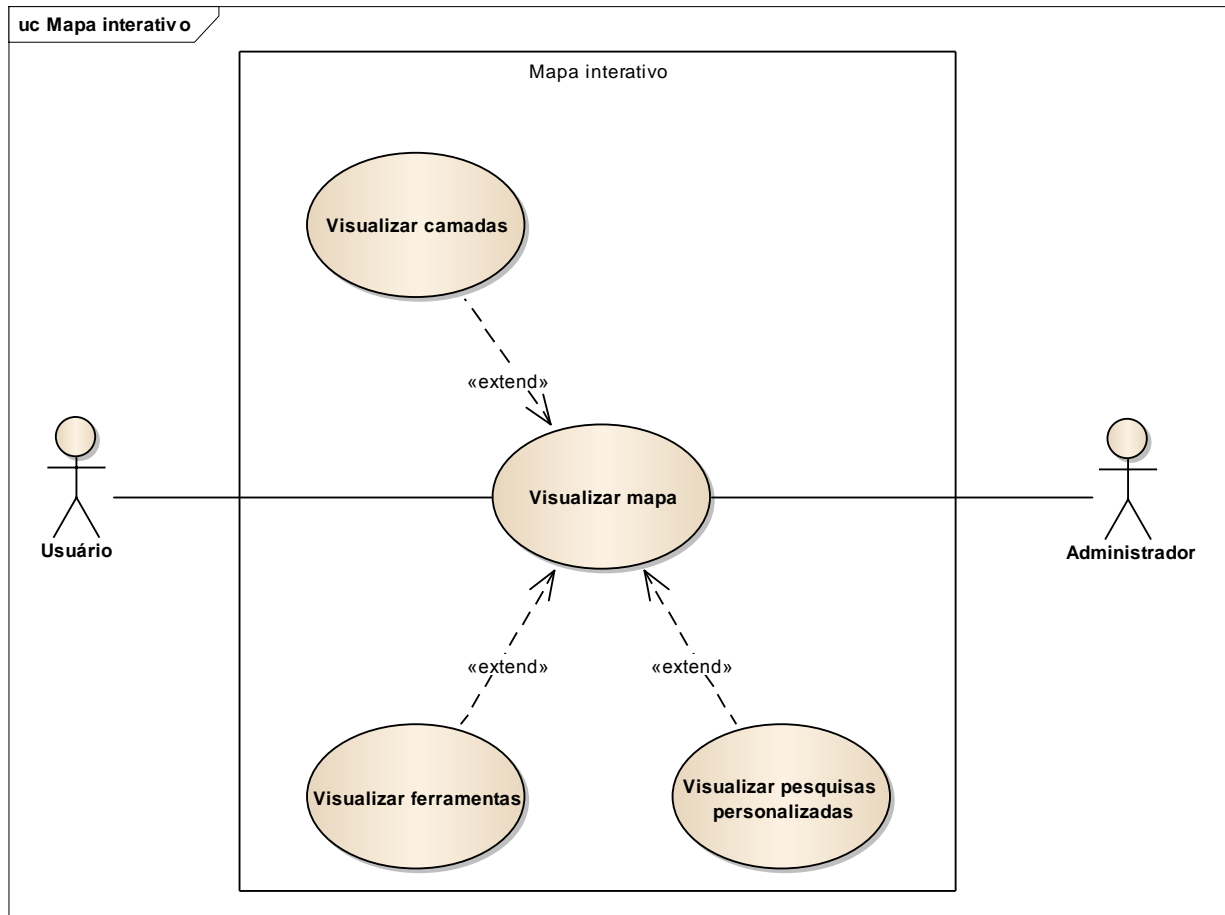 uc Mapa interativo
Mapa interativo
Visualizar camadas
«extend»
Visualizar mapa
Usuário
Administrador
«extend»
«extend»
Visualizar ferramentas
Visualizar pesquisas
personalizadas